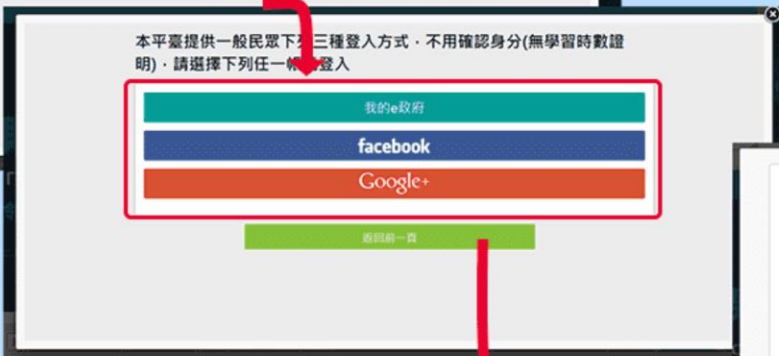 本平臺提供一般民眾下列三種登入方式，不用確認身分(無學習時數證
明)，請選擇下列任一帳 登入
我的e政府
facebook
Google+
返回前一頁